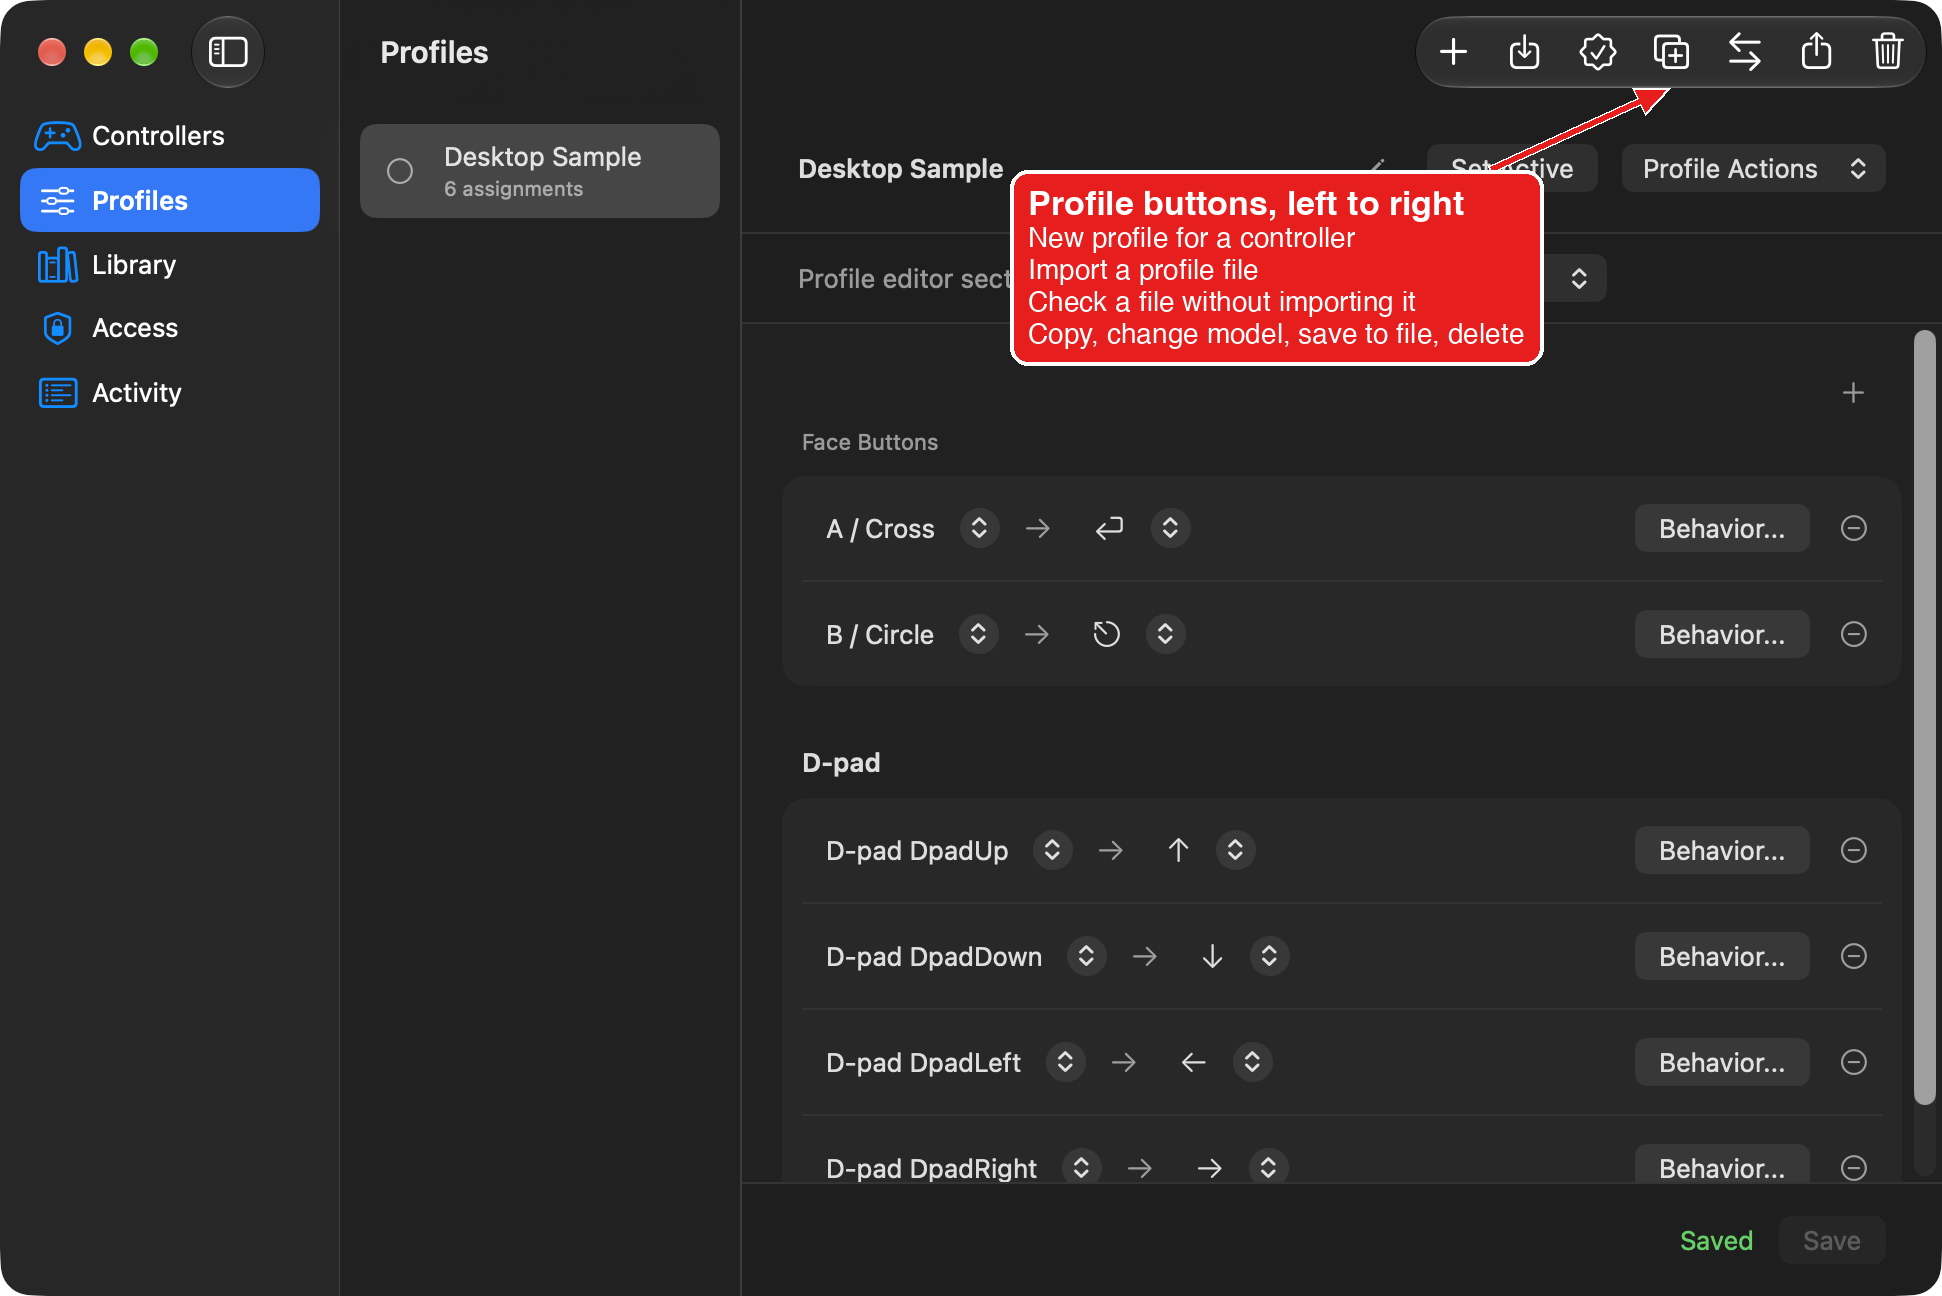 Profiles
Controllers
Profiles
Library
Access
Activity
Desktop Sample
6 assignments
Desktop Sample
Profile Actions
Profile editor
Profile buttons, left to right
New profile for a controller
Import a profile file
Check a file without importing it
Copy, change model, save to file, delete
Face Buttons
A / Cross
Behavior...
B / Circle
Behavior...
D-pad
D-pad DpadUp
Behavior...
D-pad DpadDown
Behavior...
D-pad DpadLeft
Behavior...
D-pad DpadRight
Behavior...
Saved
Save